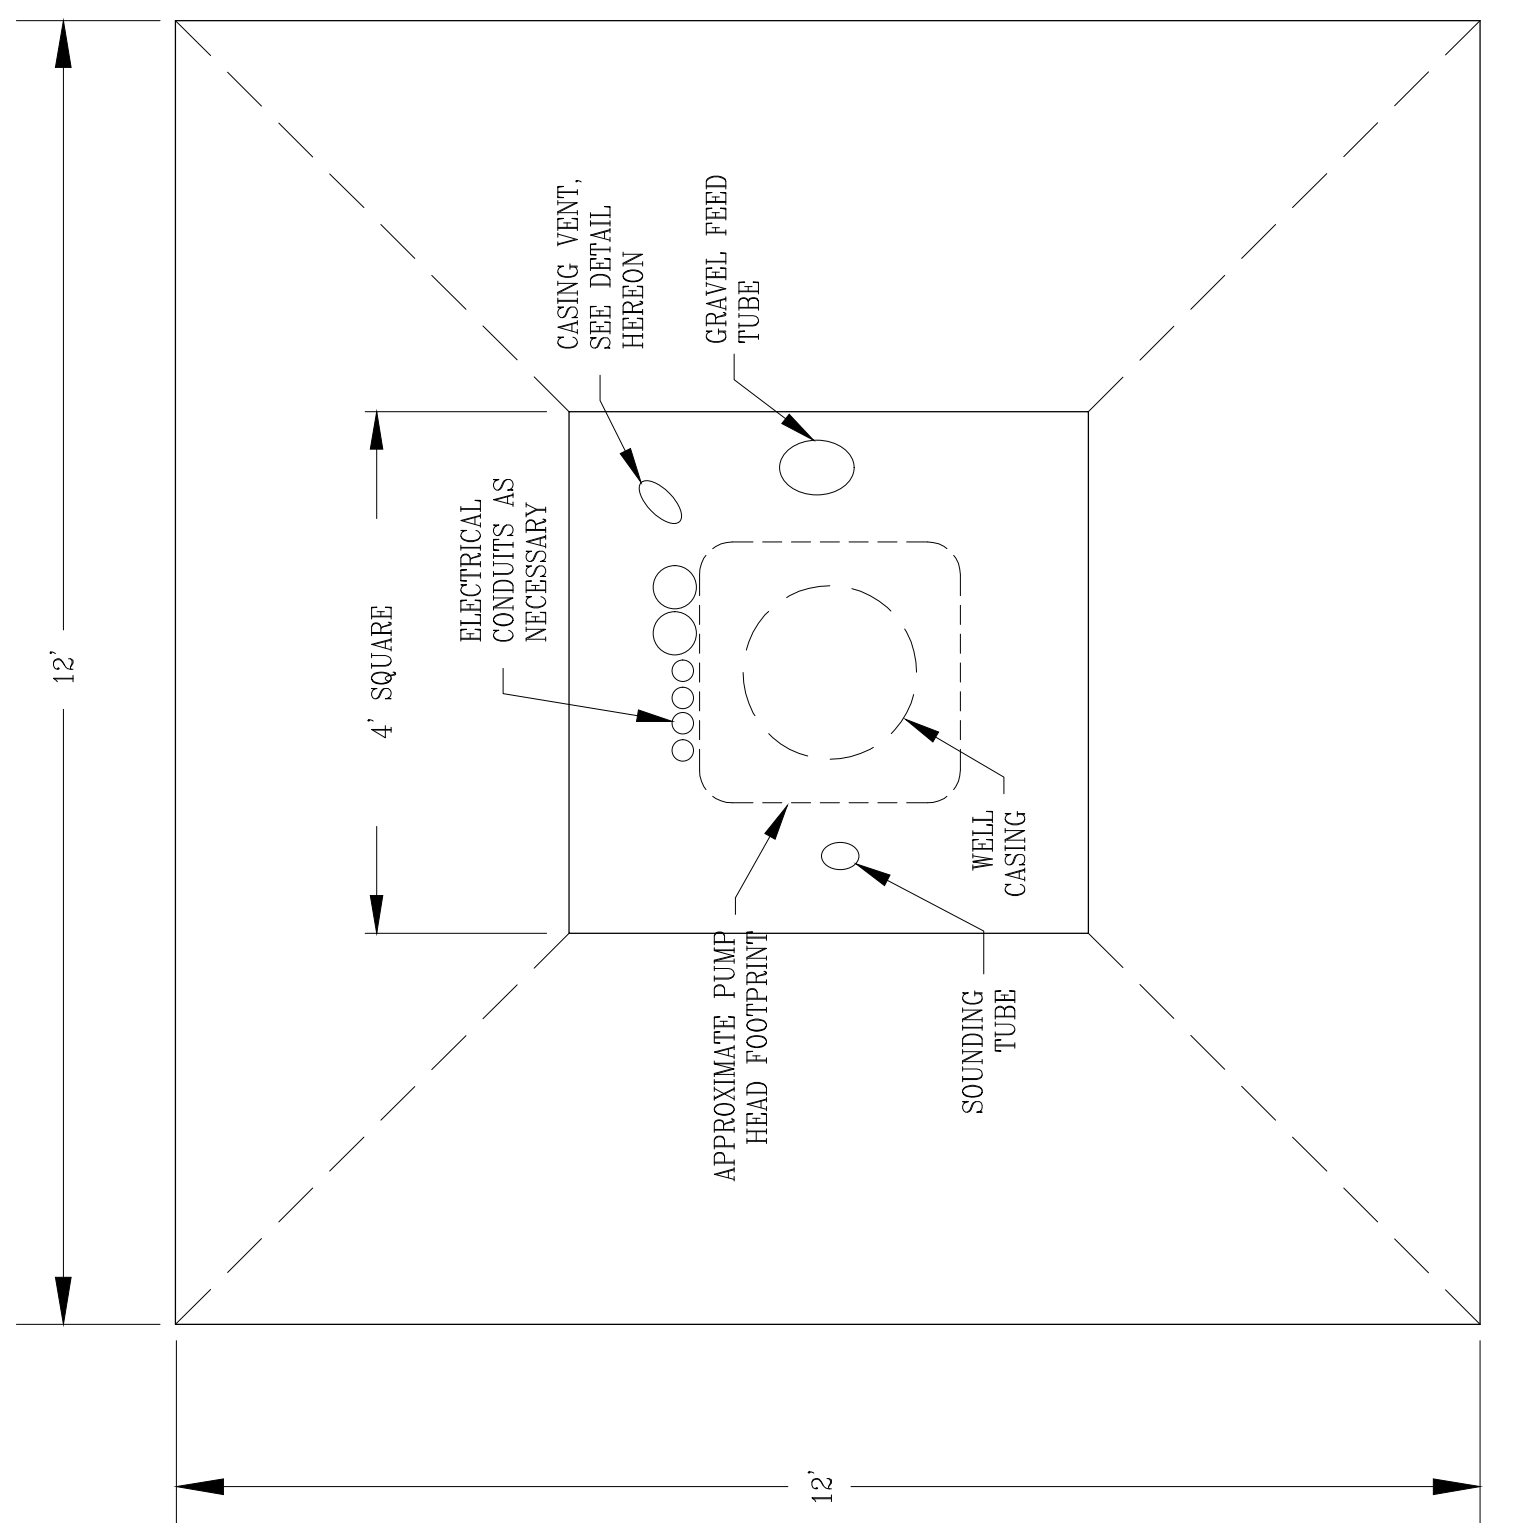 12'
4' SQUARE
ELECTRICAL
CONDUITS AS
NECESSARY
CASING VENT,
SEE DETAIL
HEREON
GRAVEL FEED
TUBE
APPROXIMATE PUMP
HEAD FOOTPRINT
WELL
CASING
SOUNDING
TUBE
12'